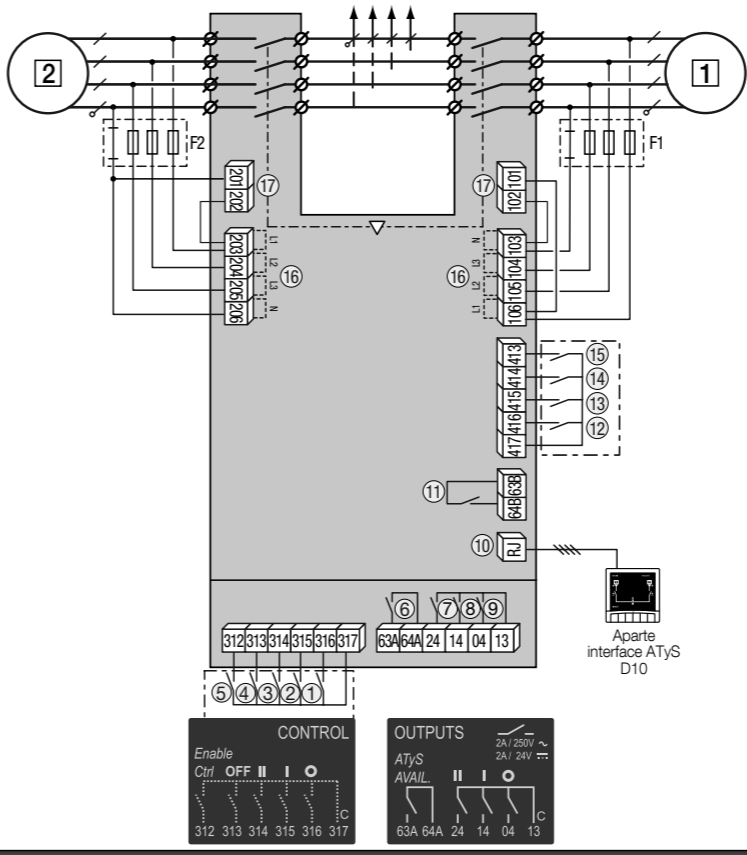 2
1
F2
F1
201
202
17
17
101
102
203
204
205
206
L1
L2
L3
N
16
16
N
L3
L2
L1
103
104
105
106
413
414
415
416
417
15
14
13
12
11
63B
64B
10
RJ
6
7
8
9
312 313 314 315 316 317
63A 64A 24 14 04 13
5
4
3
2
1
Aparte
interface ATyS
D10
CONTROL
Enable
Ctrl OFF II I O
C
312 313 314 315 316 317
OUTPUTS
2A / 250V ~
2A / 24V ⎓
ATyS
AVAIL. II I O
C
63A 64A 24 14 04 13